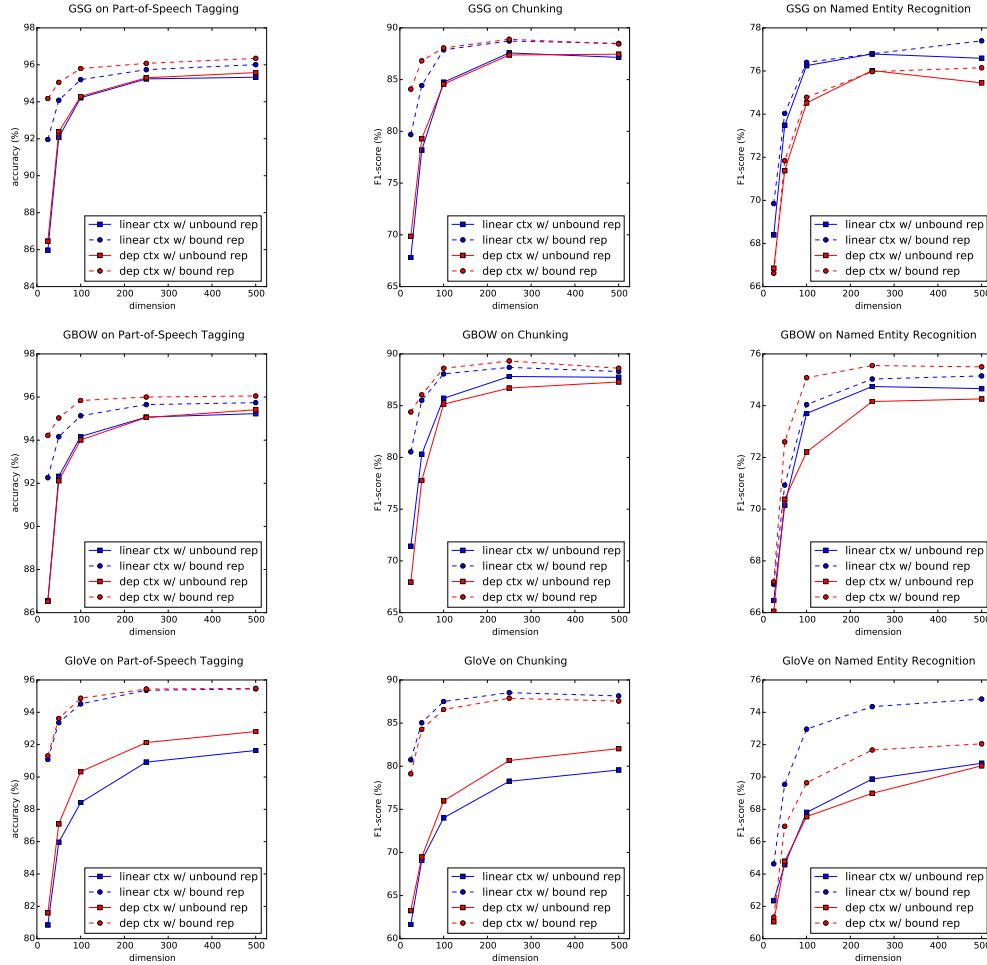 GSG on Part-of-Speech Tagging
98
96
94
92
90
88
86
84
accuracy (%)
0 100 200 300 400 500
dimension
linear ctx w/ unbound rep
linear ctx w/ bound rep
dep ctx w/ unbound rep
dep ctx w/ bound rep
GSG on Chunking
90
85
80
75
70
65
F1-score (%)
0 100 200 300 400 500
dimension
linear ctx w/ unbound rep
linear ctx w/ bound rep
dep ctx w/ unbound rep
dep ctx w/ bound rep
GSG on Named Entity Recognition
78
76
74
72
70
68
66
F1-score (%)
0 100 200 300 400 500
dimension
linear ctx w/ unbound rep
linear ctx w/ bound rep
dep ctx w/ unbound rep
dep ctx w/ bound rep
GBOW on Part-of-Speech Tagging
98
96
94
92
90
88
86
accuracy (%)
0 100 200 300 400 500
dimension
linear ctx w/ unbound rep
linear ctx w/ bound rep
dep ctx w/ unbound rep
dep ctx w/ bound rep
GBOW on Chunking
90
85
80
75
70
65
F1-score (%)
0 100 200 300 400 500
dimension
linear ctx w/ unbound rep
linear ctx w/ bound rep
dep ctx w/ unbound rep
dep ctx w/ bound rep
GBOW on Named Entity Recognition
76
74
72
70
68
66
F1-score (%)
0 100 200 300 400 500
dimension
linear ctx w/ unbound rep
linear ctx w/ bound rep
dep ctx w/ unbound rep
dep ctx w/ bound rep
GloVe on Part-of-Speech Tagging
96
94
92
90
88
86
84
82
80
accuracy (%)
0 100 200 300 400 500
dimension
linear ctx w/ unbound rep
linear ctx w/ bound rep
dep ctx w/ unbound rep
dep ctx w/ bound rep
GloVe on Chunking
90
85
80
75
70
65
60
F1-score (%)
0 100 200 300 400 500
dimension
linear ctx w/ unbound rep
linear ctx w/ bound rep
dep ctx w/ unbound rep
dep ctx w/ bound rep
GloVe on Named Entity Recognition
76
74
72
70
68
66
64
62
60
F1-score (%)
0 100 200 300 400 500
dimension
linear ctx w/ unbound rep
linear ctx w/ bound rep
dep ctx w/ unbound rep
dep ctx w/ bound rep